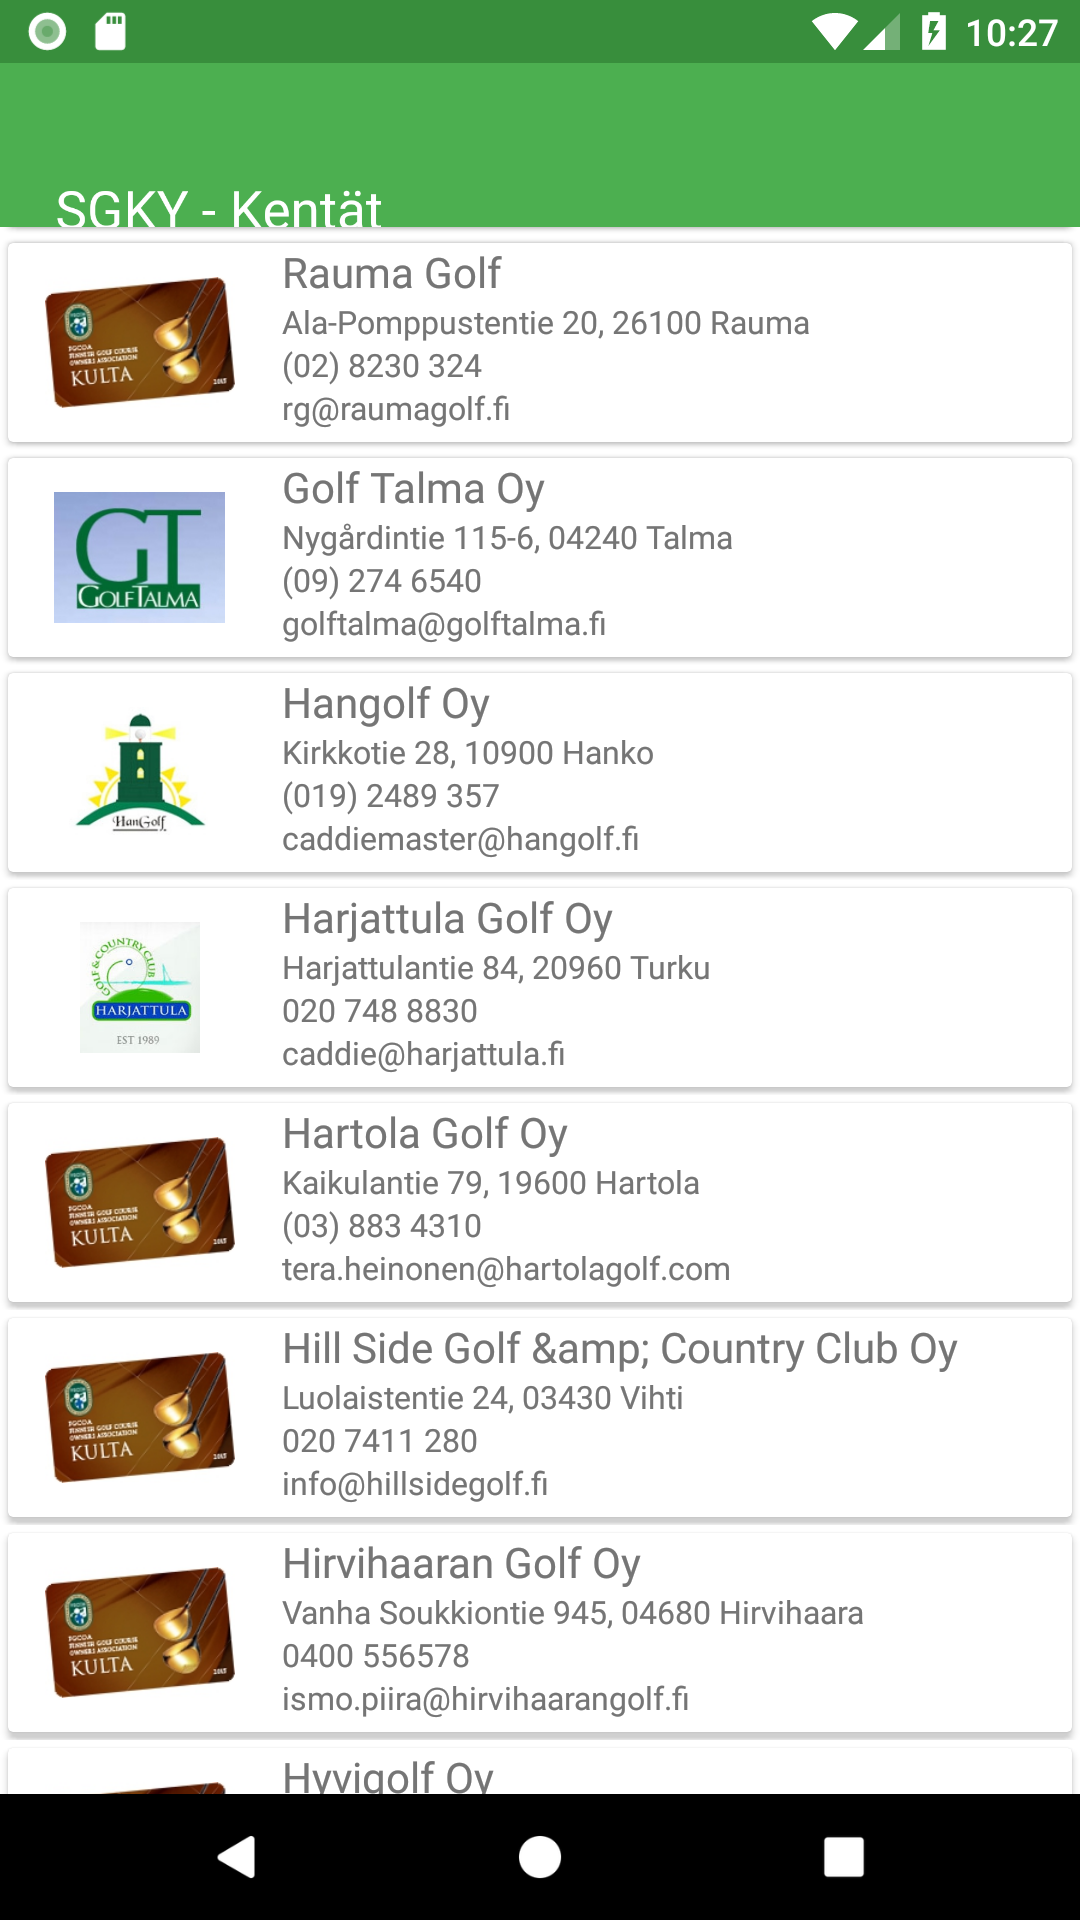 10:27
SGKY - Kentät
FGCOA
FINNISH GOLF COURSE
OWNERS ASSOCIATION
KULTA
Rauma Golf
Ala-Pomppustentie 20, 26100 Rauma
(02) 8230 324
rg@raumagolf.fi
GT
GOLFTALMA
Golf Talma Oy
Nygårdintie 115-6, 04240 Talma
(09) 274 6540
golftalma@golftalma.fi
HanGolf
Hangolf Oy
Kirkkotie 28, 10900 Hanko
(019) 2489 357
caddiemaster@hangolf.fi
GOLF & COUNTRY CLUB
HARJATTULA
EST 1989
Harjattula Golf Oy
Harjattulantie 84, 20960 Turku
020 748 8830
caddie@harjattula.fi
FGCOA
FINNISH GOLF COURSE
OWNERS ASSOCIATION
KULTA
Hartola Golf Oy
Kaikulantie 79, 19600 Hartola
(03) 883 4310
tera.heinonen@hartolagolf.com
FGCOA
FINNISH GOLF COURSE
OWNERS ASSOCIATION
KULTA
Hill Side Golf &amp; Country Club Oy
Luolaistentie 24, 03430 Vihti
020 7411 280
info@hillsidegolf.fi
FGCOA
FINNISH GOLF COURSE
OWNERS ASSOCIATION
KULTA
Hirvihaaran Golf Oy
Vanha Soukkiontie 945, 04680 Hirvihaara
0400 556578
ismo.piira@hirvihaarangolf.fi
Hyvigolf Oy